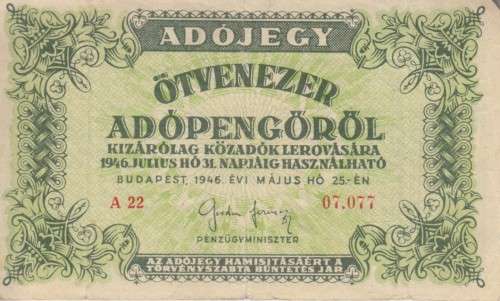 ADÓJEGY
ÖTVENEZER
ADÓPENGŐRŐL
KIZÁRÓLAG KÖZADÓK LEROVÁSÁRA
1946.JULIUS HÓ 31. NAPJÁIG HASZNÁLHATÓ
BUDAPEST, 1946. ÉVI MÁJUS HÓ 25.-ÉN
A 22 07.077
PÉNZÜGYMINISZTER
AZ ADÓJEGY HAMISITÁSÁÉRT A
TÖRVÉNYSZABTA BÜNTETÉS JÁR